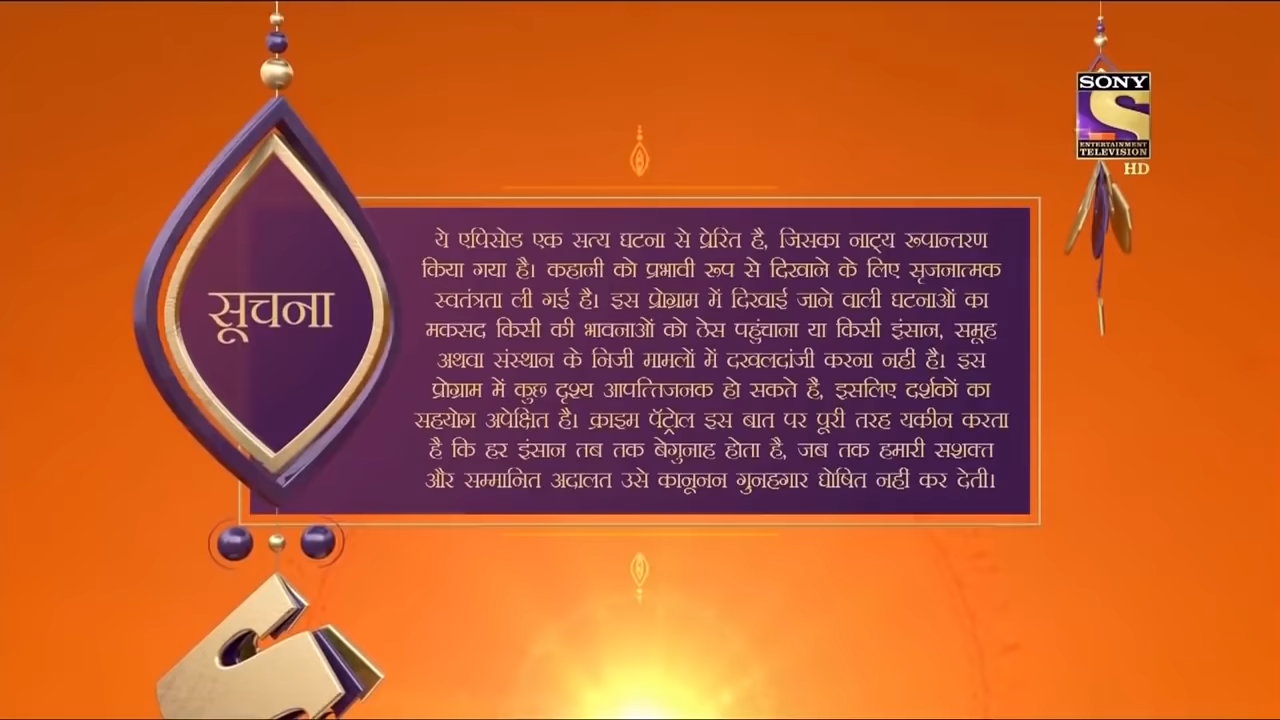 सूचना
ये एपिसोड एक सत्य घटना से प्रेरित है, जिसका नाट्य रूपान्तरण
किया गया है। कहानी को प्रभावी रूप से दिखाने के लिए सृजनात्मक
स्वतंत्रता ली गई है। इस प्रोग्राम में दिखाई जाने वाली घटनाओं का
मकसद किसी की भावनाओं को ठेस पहुंचाना या किसी इंसान, समूह
अथवा संस्थान के निजी मामलों में दखलदांजी करना नहीं है। इस
प्रोग्राम में कुछ दृश्य आपत्तिजनक हो सकते है, इसलिए दर्शकों का
सहयोग अपेक्षित है। क्राइम पॅट्रोल इस बात पर पूरी तरह यकीन करता
है कि हर इंसान तब तक बेगुनाह होता है, जब तक हमारी सशक्त
और सम्मानित अदालत उसे कानूनन गुनहगार घोषित नहीं कर देती।
SONY
ENTERTAINMENT
TELEVISION
HD